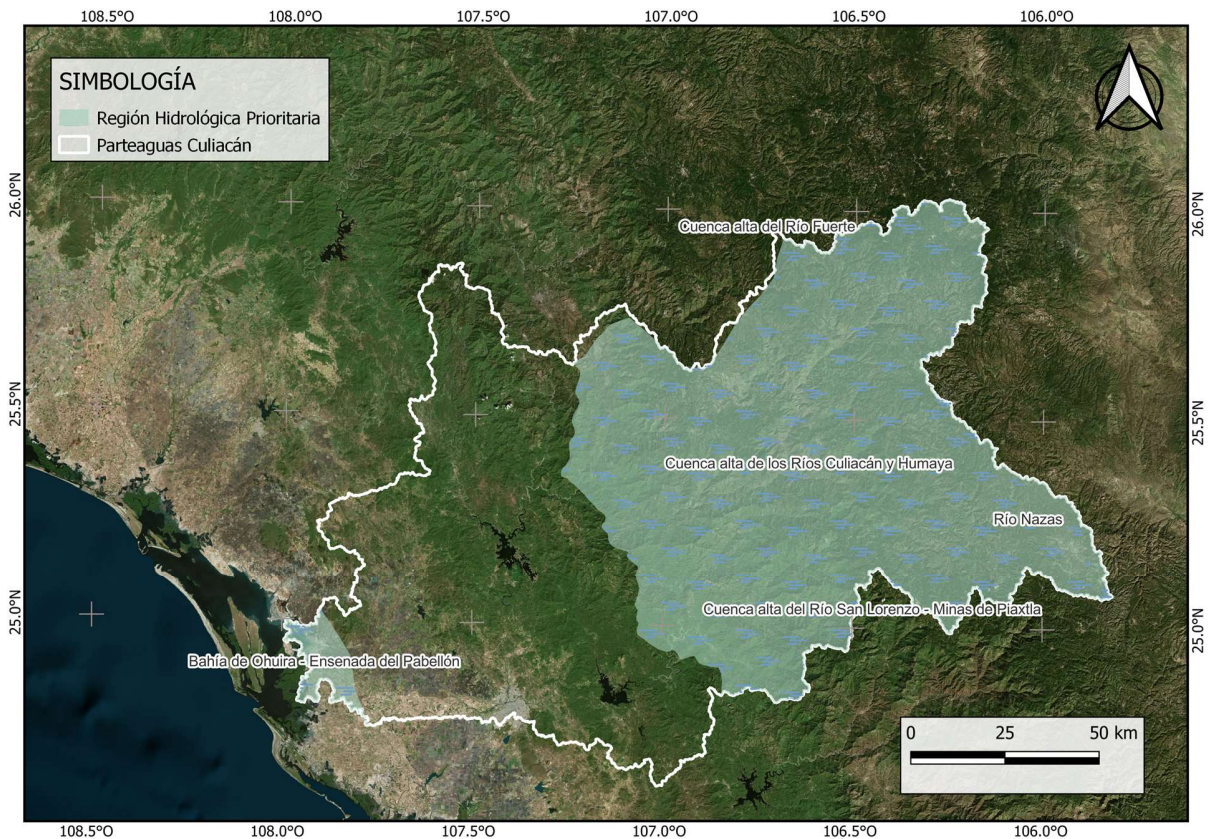 108.5°O 108.0°O 107.5°O 107.0°O 106.5°O 106.0°O
SIMBOLOGÍA
Región Hidrológica Prioritaria
Parteaguas Culiacán
26.0°N 26.0°N
Cuenca alta del Río Fuerte
25.5°N 25.5°N
Cuenca alta de los Ríos Culiacán y Humaya
Río Nazas
25.0°N 25.0°N
Cuenca alta del Río San Lorenzo - Minas de Piaxtla
Bahía de Ohuira - Ensenada del Pabellón
0 25 50 km
108.5°O 108.0°O 107.5°O 107.0°O 106.5°O 106.0°O